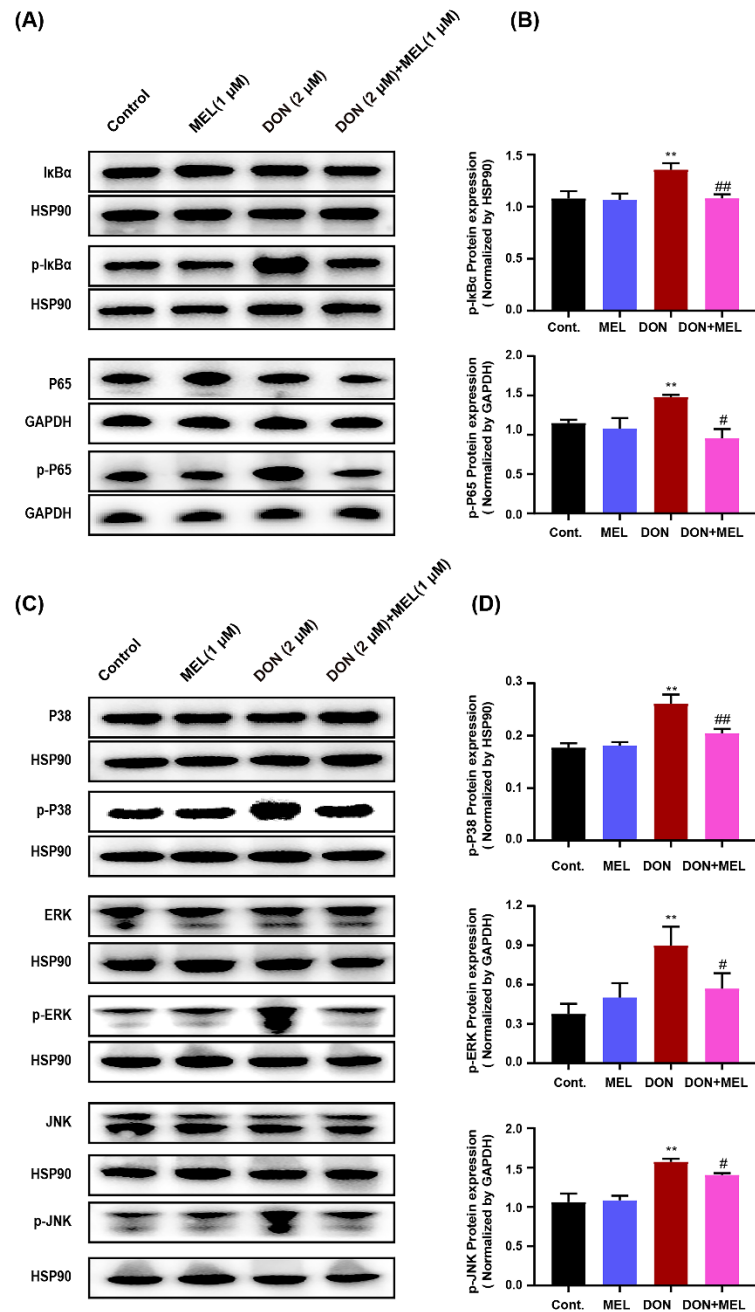 (A)
Control
MEL(1 μM)
DON (2 μM)
DON (2 μM)+MEL(1 μM)
IκBα
HSP90
p-IκBα
HSP90
P65
GAPDH
p-P65
GAPDH
(B)
p-IκBα Protein expression
( Normalized by HSP90)
1.5
1.0
0.5
0.0
**
##
Cont. MEL DON DON+MEL
p-P65 Protein expression
( Normalized by GAPDH)
2.0
1.5
1.0
0.5
0.0
**
#
Cont. MEL DON DON+MEL
(C)
Control
MEL(1 μM)
DON (2 μM)
DON (2 μM)+MEL(1 μM)
P38
HSP90
p-P38
HSP90
ERK
HSP90
p-ERK
HSP90
JNK
HSP90
p-JNK
HSP90
(D)
p-P38 Protein expression
( Normalized by HSP90)
0.3
0.2
0.1
0.0
**
##
Cont. MEL DON DON+MEL
p-ERK Protein expression
( Normalized by GAPDH)
1.2
0.9
0.6
0.3
0.0
**
#
Cont. MEL DON DON+MEL
p-JNK Protein expression
( Normalized by GAPDH)
2.0
1.5
1.0
0.5
0.0
**
#
Cont. MEL DON DON+MEL